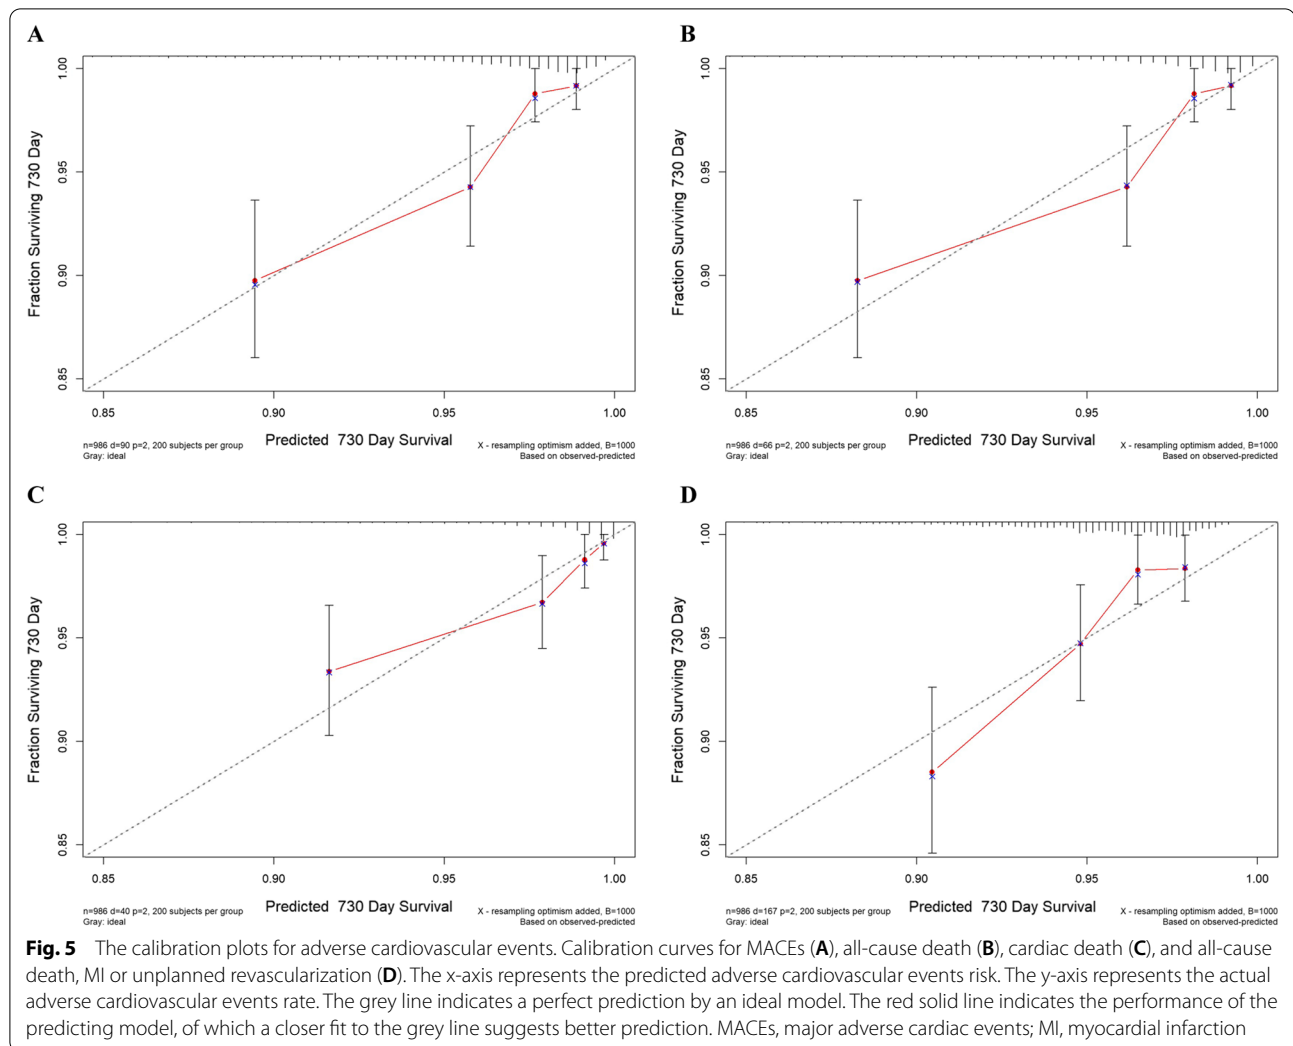 A
Fraction Surviving 730 Day
1.00
0.95
0.90
0.85
0.85 0.90 0.95 1.00
n=986 d=90 p=2, 200 subjects per group
Gray: ideal
Predicted 730 Day Survival
X - resampling optimism added, B=1000
Based on observed-predicted
B
Fraction Surviving 730 Day
1.00
0.95
0.90
0.85
0.85 0.90 0.95 1.00
n=986 d=66 p=2, 200 subjects per group
Gray: ideal
Predicted 730 Day Survival
X - resampling optimism added, B=1000
Based on observed-predicted
C
Fraction Surviving 730 Day
1.00
0.95
0.90
0.85
0.85 0.90 0.95 1.00
n=986 d=40 p=2, 200 subjects per group
Gray: ideal
Predicted 730 Day Survival
X - resampling optimism added, B=1000
Based on observed-predicted
D
Fraction Surviving 730 Day
1.00
0.95
0.90
0.85
0.85 0.90 0.95 1.00
n=986 d=167 p=2, 200 subjects per group
Gray: ideal
Predicted 730 Day Survival
X - resampling optimism added, B=1000
Based on observed-predicted
Fig. 5 The calibration plots for adverse cardiovascular events. Calibration curves for MACEs (A), all-cause death (B), cardiac death (C), and all-cause
death, MI or unplanned revascularization (D). The x-axis represents the predicted adverse cardiovascular events risk. The y-axis represents the actual
adverse cardiovascular events rate. The grey line indicates a perfect prediction by an ideal model. The red solid line indicates the performance of the
predicting model, of which a closer fit to the grey line suggests better prediction. MACEs, major adverse cardiac events; MI, myocardial infarction